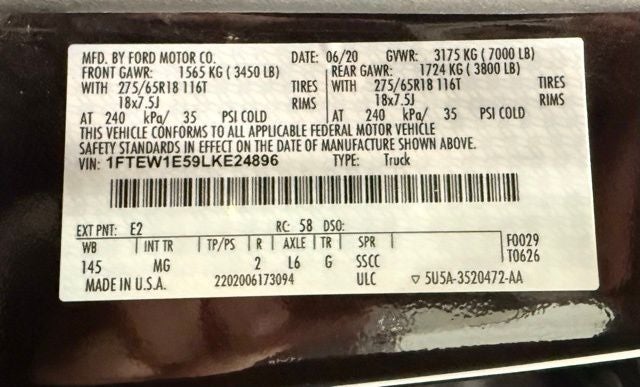 MFD. BY FORD MOTOR CO. DATE: 06/20 GVWR: 3175 KG ( 7000 LB)
FRONT GAWR: 1565 KG ( 3450 LB) REAR GAWR: 1724 KG ( 3800 LB)
WITH 275/65R18 116T TIRES WITH 275/65R18 116T TIRES
18x7.5J RIMS 18x7.5J RIMS
AT 240 kPa/ 35 PSI COLD AT 240 kPa/ 35 PSI COLD
THIS VEHICLE CONFORMS TO ALL APPLICABLE FEDERAL MOTOR VEHICLE
SAFETY STANDARDS IN EFFECT ON THE DATE OF MANUFACTURE SHOWN ABOVE.
VIN: 1FTEW1E59LKE24896 TYPE: Truck
EXT PNT: E2 RC: 58 DSO:
WB INT TR TP/PS R AXLE TR SPR F0029
145 MG 2 L6 G SSCC T0626
MADE IN U.S.A. 2202006173094 ULC ▽ 5U5A-3520472-AA